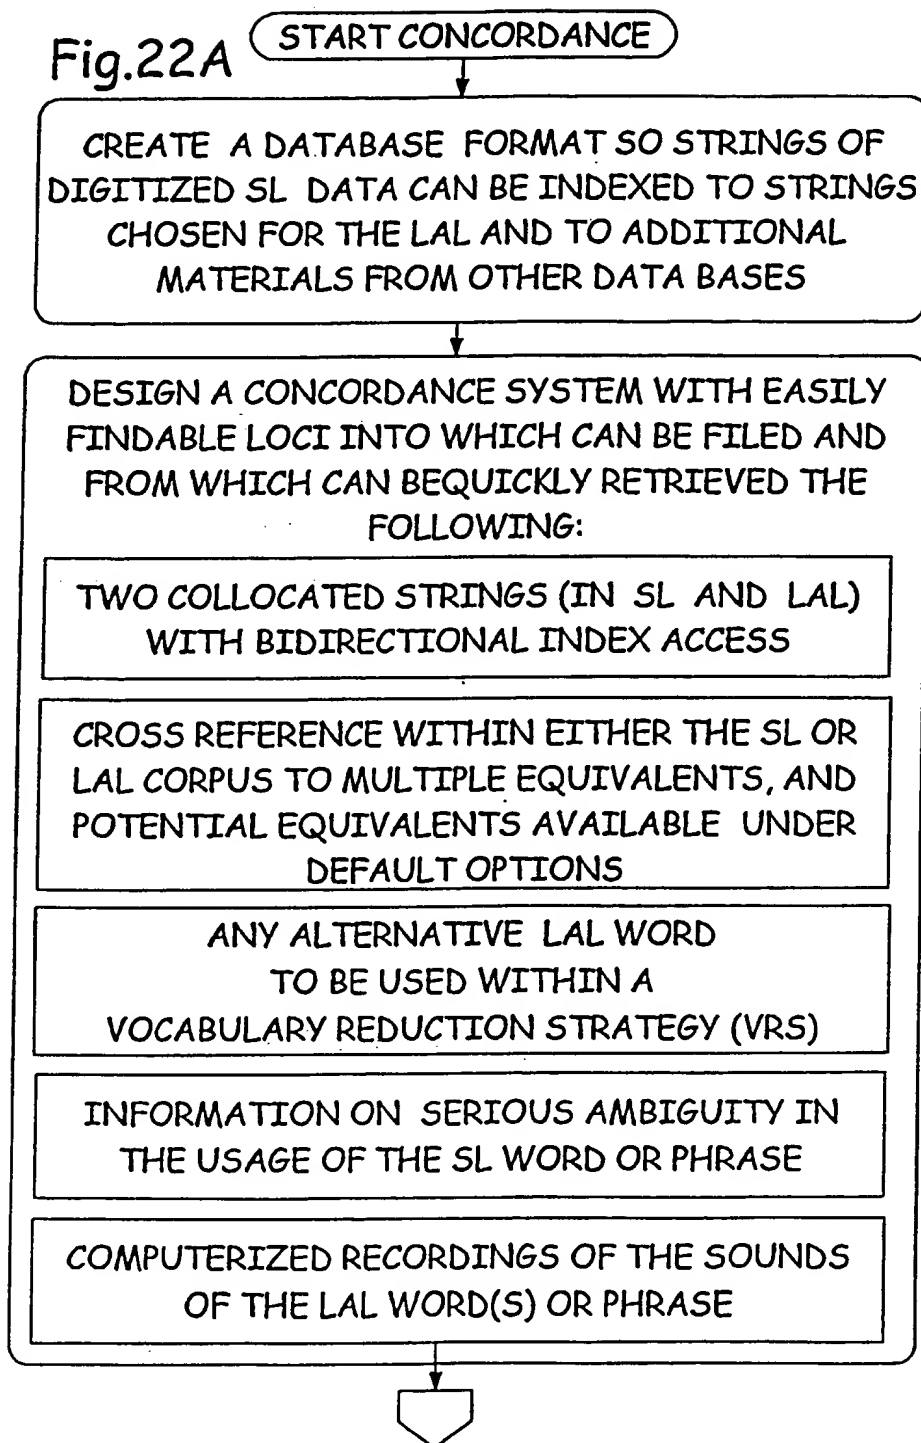 Fig.22A
START CONCORDANCE
CREATE A DATABASE FORMAT SO STRINGS OF
DIGITIZED SL DATA CAN BE INDEXED TO STRINGS
CHOSEN FOR THE LAL AND TO ADDITIONAL
MATERIALS FROM OTHER DATA BASES
DESIGN A CONCORDANCE SYSTEM WITH EASILY
FINDABLE LOCI INTO WHICH CAN BE FILED AND
FROM WHICH CAN BEQUICKLY RETRIEVED THE
FOLLOWING:
TWO COLLOCATED STRINGS (IN SL AND LAL)
WITH BIDIRECTIONAL INDEX ACCESS
CROSS REFERENCE WITHIN EITHER THE SL OR
LAL CORPUS TO MULTIPLE EQUIVALENTS, AND
POTENTIAL EQUIVALENTS AVAILABLE UNDER
DEFAULT OPTIONS
ANY ALTERNATIVE LAL WORD
TO BE USED WITHIN A
VOCABULARY REDUCTION STRATEGY (VRS)
INFORMATION ON SERIOUS AMBIGUITY IN
THE USAGE OF THE SL WORD OR PHRASE
COMPUTERIZED RECORDINGS OF THE SOUNDS
OF THE LAL WORD(S) OR PHRASE